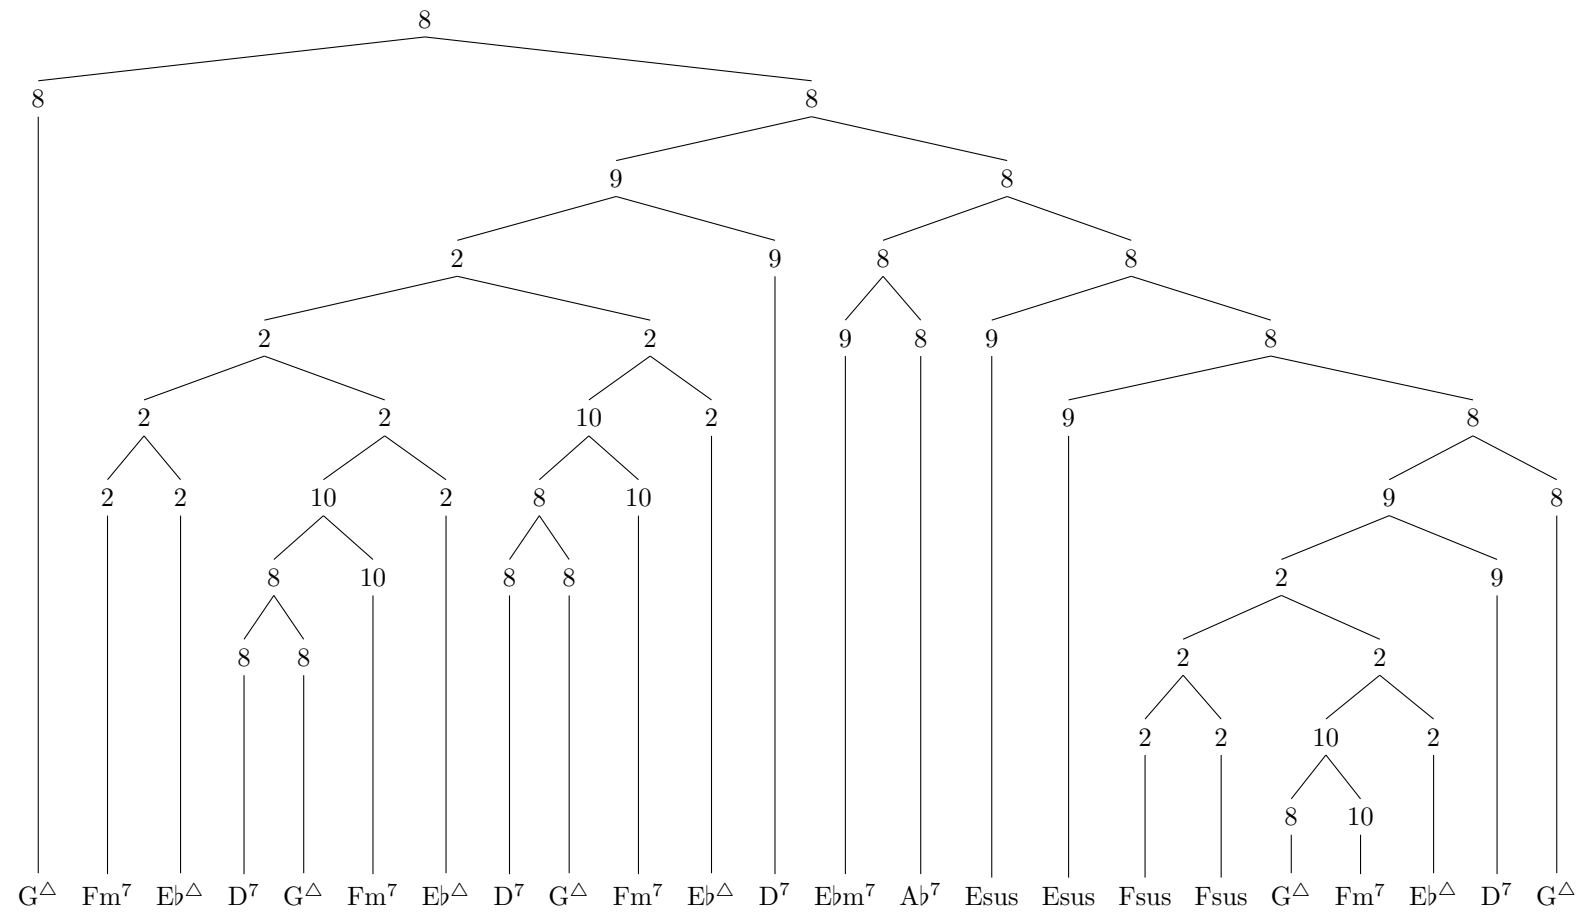 8
8 8
9 8
2 9 8 8
2 2 9 8 9 8
2 2 10 2 9 8
2 2 10 2 8 10 9 8
8 10 8 8 2 9
8 8 2 2
2 2 10 2
8 10
G△ Fm⁷ E♭△ D⁷ G△ Fm⁷ E♭△ D⁷ G△ Fm⁷ E♭△ D⁷ E♭m⁷ A♭⁷ Esus Esus Fsus Fsus G△ Fm⁷ E♭△ D⁷ G△